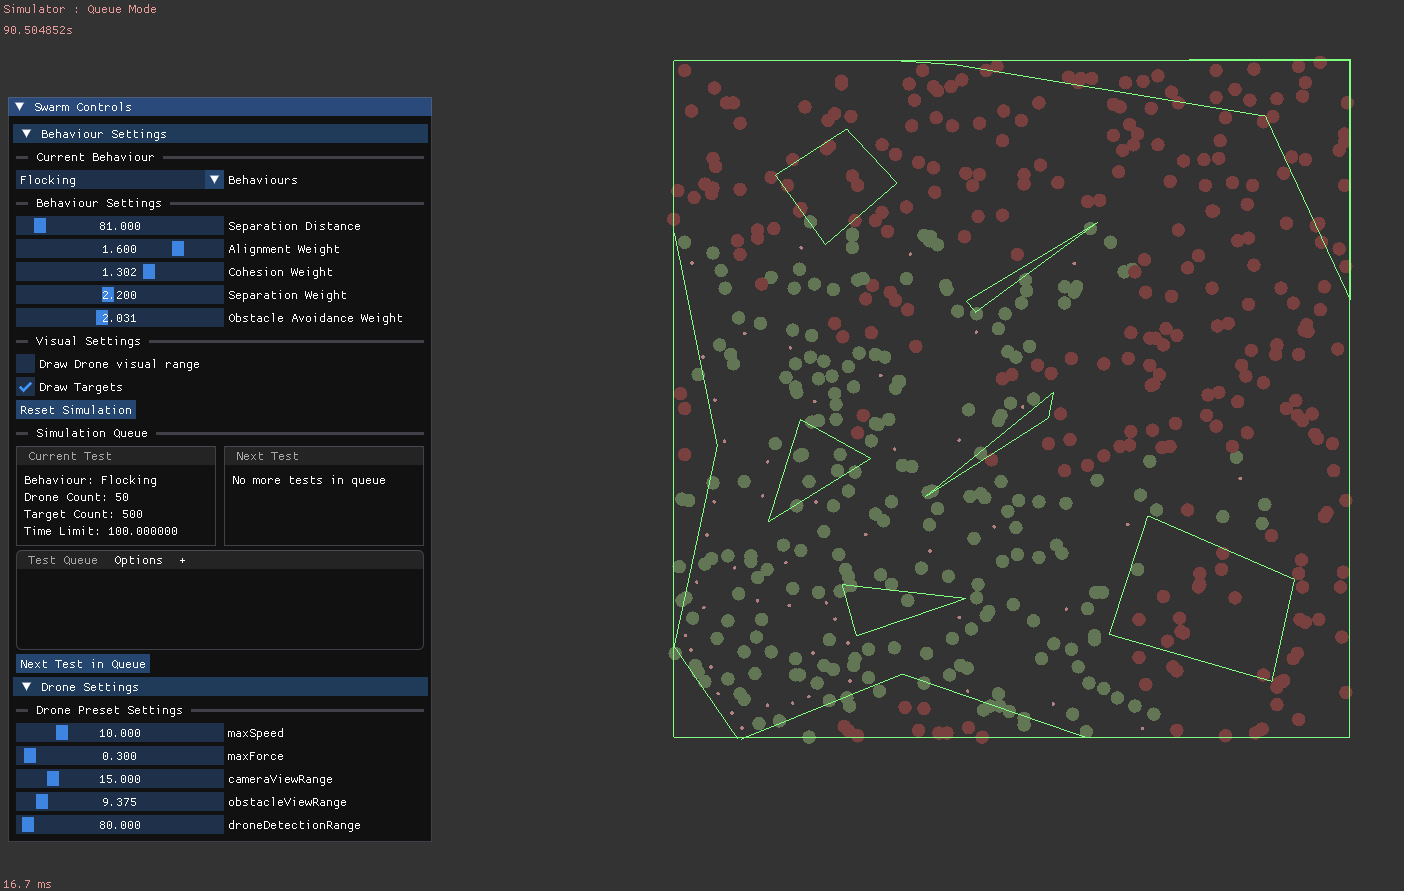 Simulator : Queue Mode
90.504852s
Swarm Controls
Behaviour Settings
Current Behaviour
Flocking Behaviours
Behaviour Settings
81.000 Separation Distance
1.600 Alignment Weight
1.302 Cohesion Weight
2.200 Separation Weight
2.031 Obstacle Avoidance Weight
Visual Settings
Draw Drone visual range
Draw Targets
Reset Simulation
Simulation Queue
Current Test
Behaviour: Flocking
Drone Count: 50
Target Count: 500
Time Limit: 100.000000
Next Test
No more tests in queue
Test Queue Options +
Next Test in Queue
Drone Settings
Drone Preset Settings
10.000 maxSpeed
0.300 maxForce
15.000 cameraViewRange
9.375 obstacleViewRange
80.000 droneDetectionRange
16.7 ms